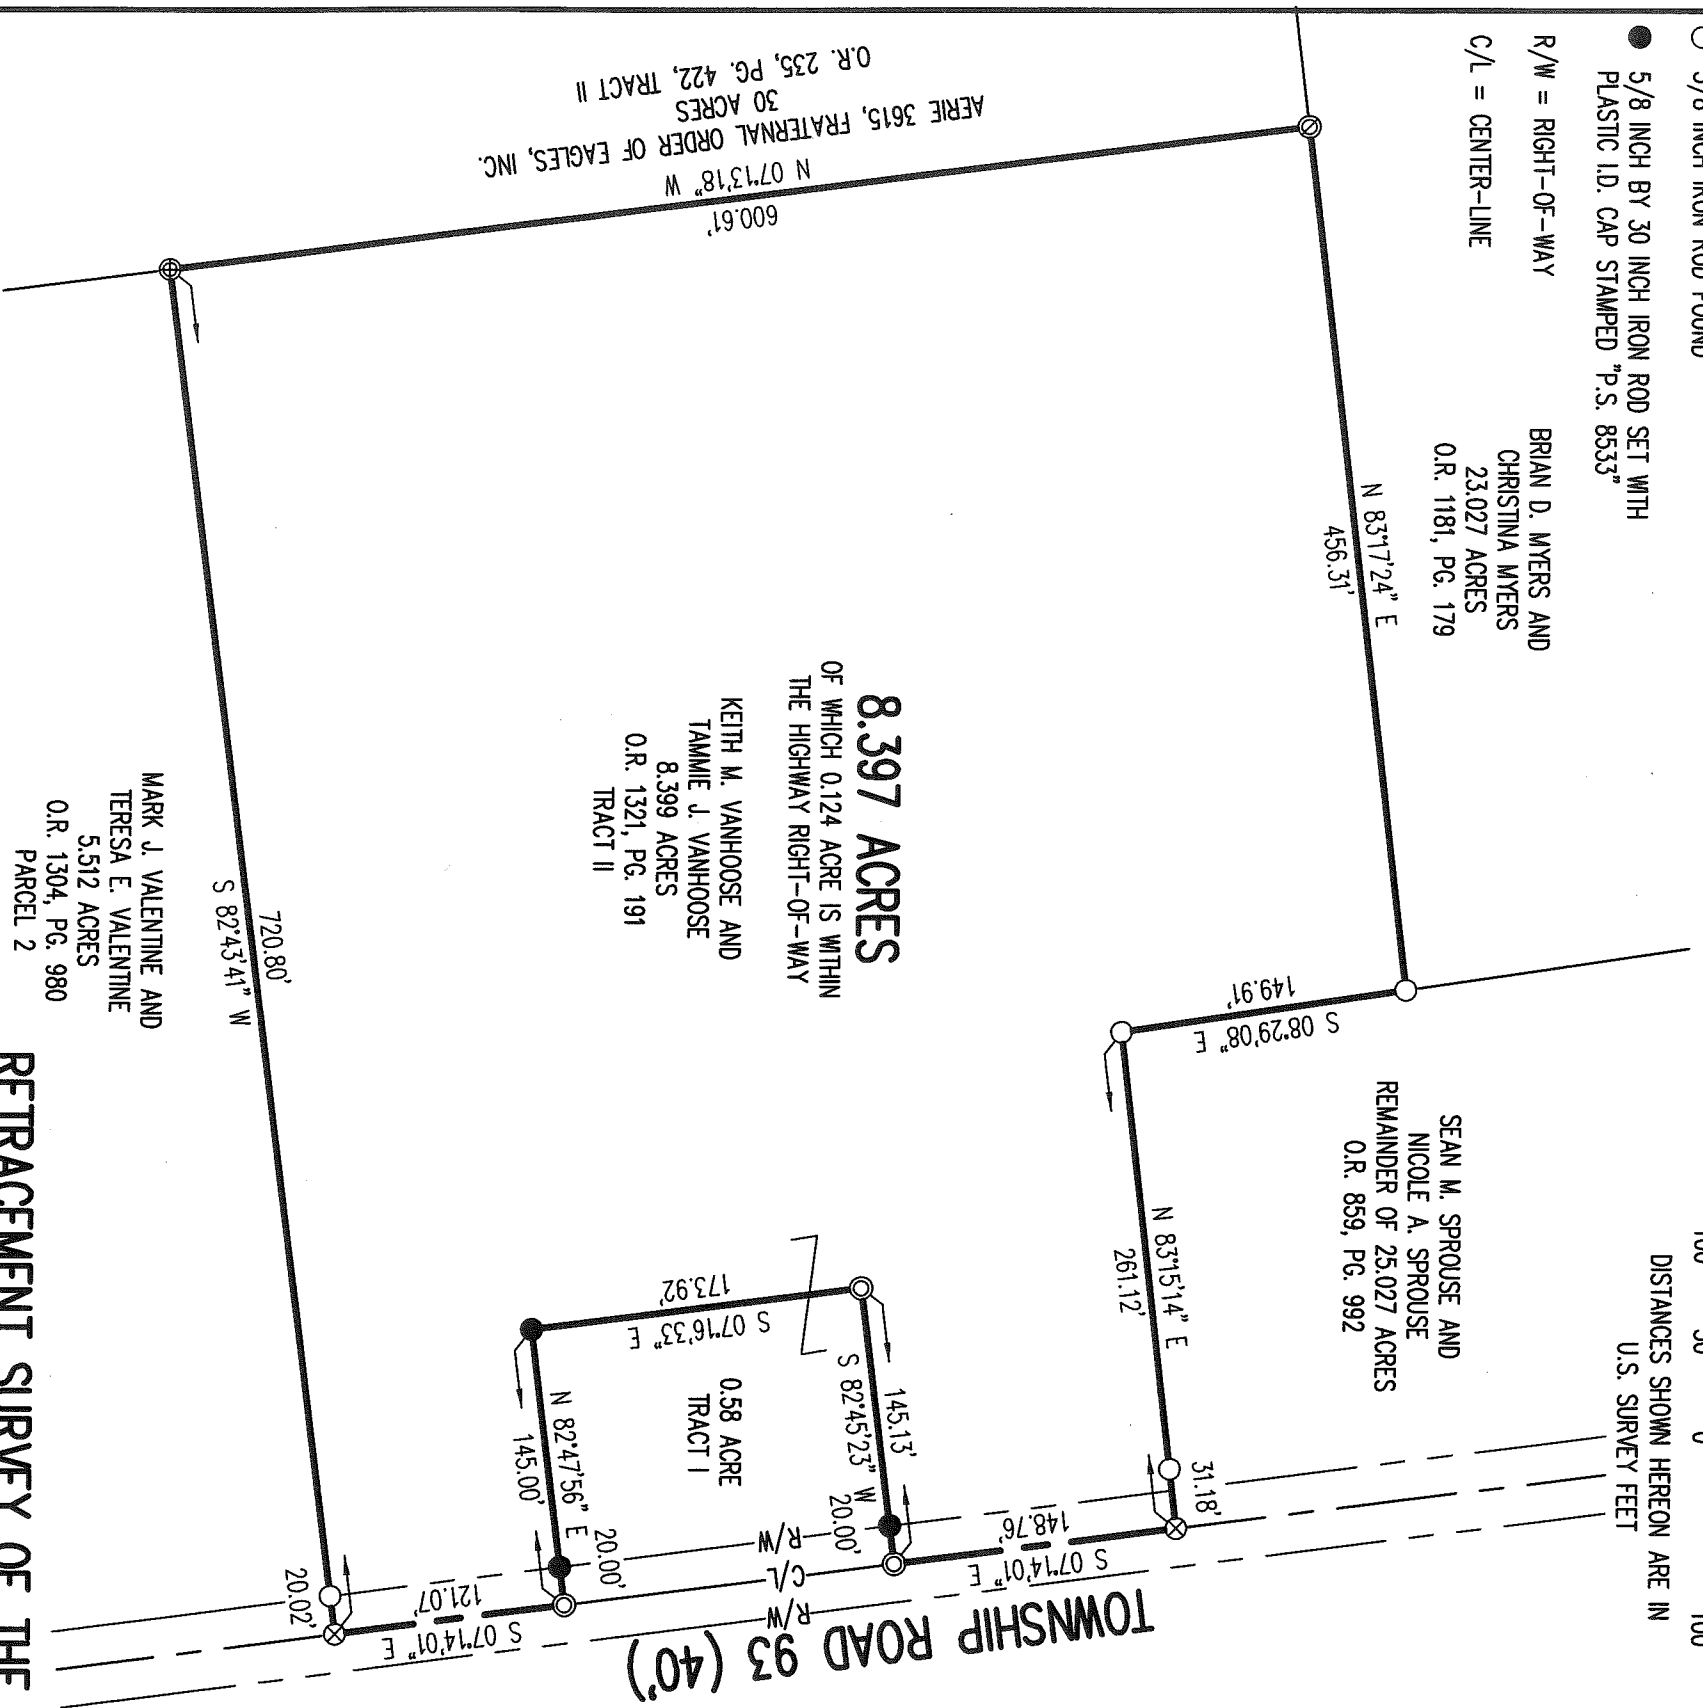 5/8 INCH IRON ROD FOUND
5/8 INCH BY 30 INCH IRON ROD SET WITH
PLASTIC I.D. CAP STAMPED "P.S. 8533"
R/W = RIGHT-OF-WAY
C/L = CENTER-LINE
DISTANCES SHOWN HEREON ARE IN
U.S. SURVEY FEET
BRIAN D. MYERS AND
CHRISTINA MYERS
23.027 ACRES
O.R. 1181, PG. 179
N 83°17'24" E
456.31'
SEAN M. SPROUSE AND
NICOLE A. SPROUSE
REMAINDER OF 25.027 ACRES
O.R. 859, PG. 992
S 08°29'08" E
149.91'
N 83°15'14" E
261.12'
31.18'
AERIE 3615, FRATERNAL ORDER OF EAGLES, INC.
30 ACRES
O.R. 235, PG. 422, TRACT II
N 07°13'18" W
600.61'
8.397 ACRES
OF WHICH 0.124 ACRE IS WITHIN
THE HIGHWAY RIGHT-OF-WAY
KEITH M. VANHOOSE AND
TAMMIE J. VANHOOSE
8.399 ACRES
O.R. 1321, PG. 191
TRACT II
S 07°14'01" E
148.76'
145.13'
S 82°45'23" W
20.00'
S 07°16'33" E
173.92'
0.58 ACRE
TRACT I
N 82°47'56" E
145.00'
20.00'
R/W
C/L
R/W
TOWNSHIP ROAD 93 (40')
S 07°14'01" E
121.07'
20.02'
720.80'
S 82°43'41" W
MARK J. VALENTINE AND
TERESA E. VALENTINE
5.512 ACRES
O.R. 1304, PG. 980
PARCEL 2
RETRACEMENT SURVEY OF THE